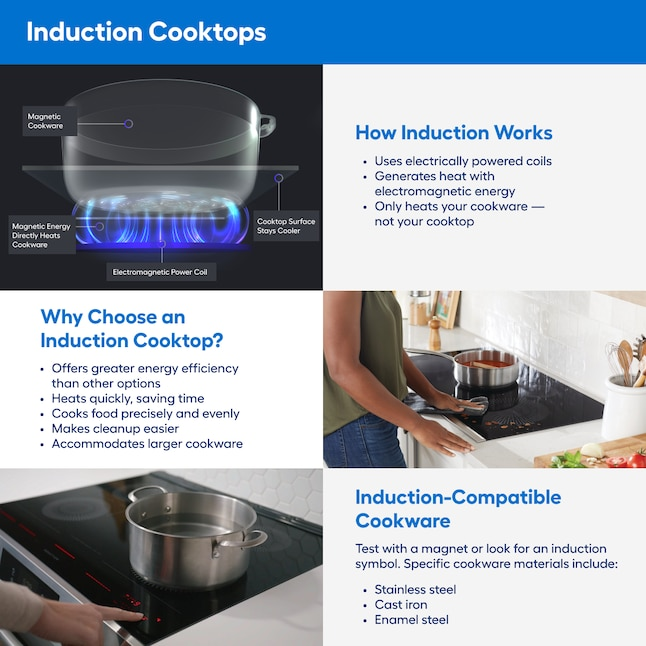 Induction Cooktops
Magnetic
Cookware
Magnetic Energy
Directly Heats
Cookware
Cooktop Surface
Stays Cooler
Electromagnetic Power Coil
How Induction Works
• Uses electrically powered coils
• Generates heat with
electromagnetic energy
• Only heats your cookware —
not your cooktop
Why Choose an
Induction Cooktop?
• Offers greater energy efficiency
than other options
• Heats quickly, saving time
• Cooks food precisely and evenly
• Makes cleanup easier
• Accommodates larger cookware
Induction-Compatible
Cookware
Test with a magnet or look for an induction
symbol. Specific cookware materials include:
• Stainless steel
• Cast iron
• Enamel steel